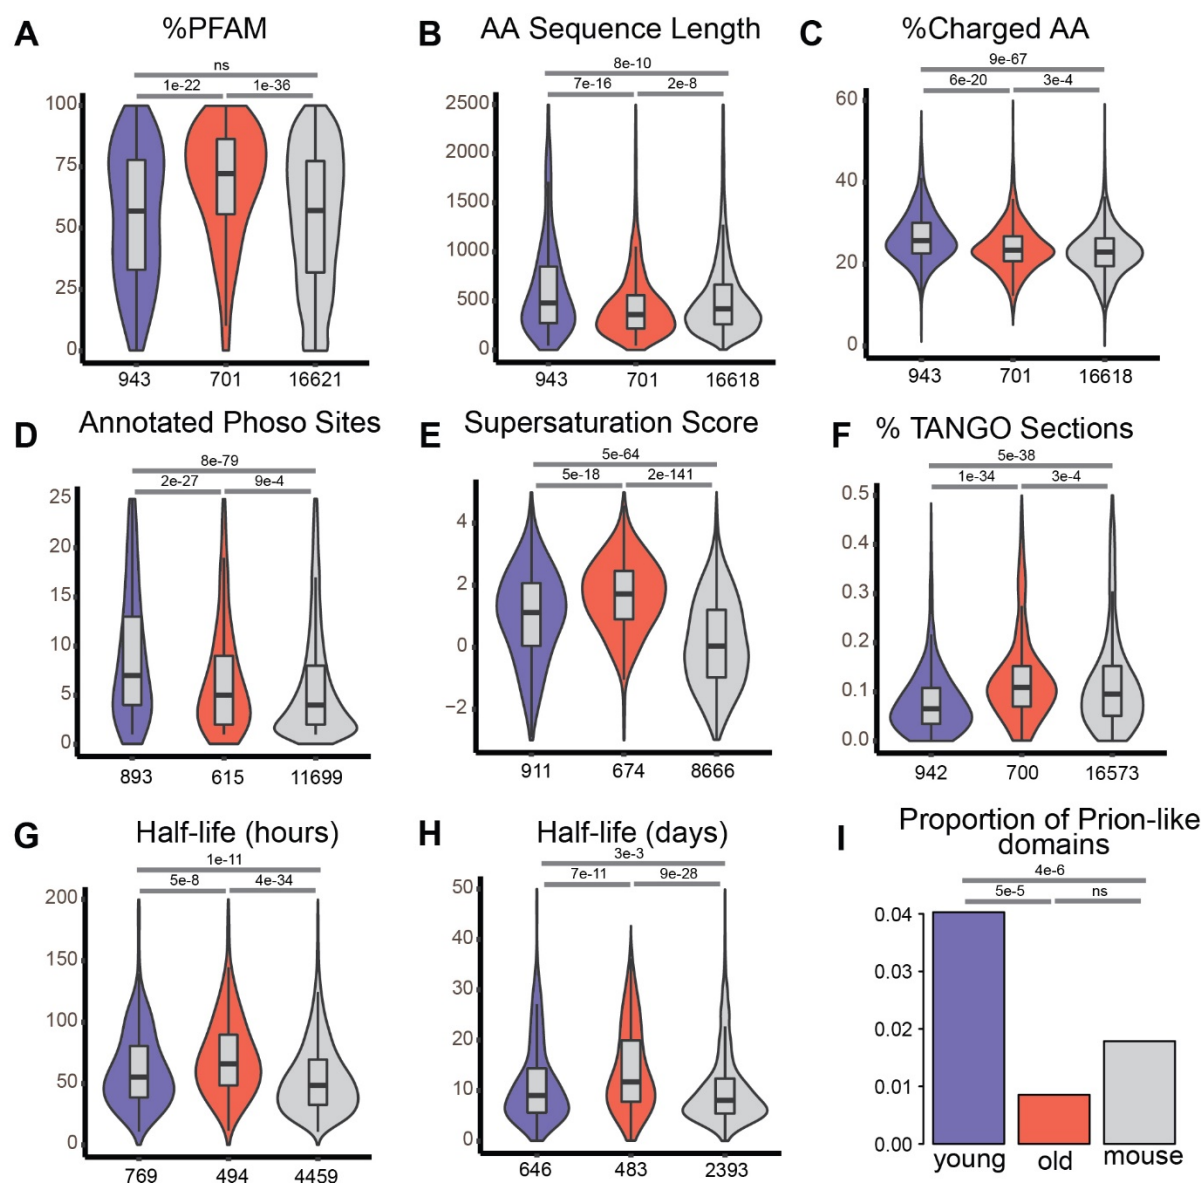 A
%PFAM
ns
1e-22
1e-36
100
75
50
25
0
943
701
16621
B
AA Sequence Length
8e-10
7e-16
2e-8
2500
2000
1500
1000
500
0
943
701
16618
C
%Charged AA
9e-67
6e-20
3e-4
60
40
20
0
943
701
16618
D
Annotated Phoso Sites
8e-79
2e-27
9e-4
25
20
15
10
5
0
893
615
11699
E
Supersaturation Score
5e-64
5e-18
2e-141
4
2
0
−2
911
674
8666
F
% TANGO Sections
5e-38
1e-34
3e-4
0.5
0.4
0.3
0.2
0.1
0.0
942
700
16573
G
Half-life (hours)
1e-11
5e-8
4e-34
200
150
100
50
0
769
494
4459
H
Half-life (days)
3e-3
7e-11
9e-28
50
40
30
20
10
0
646
483
2393
I
Proportion of Prion-like
domains
4e-6
5e-5
ns
0.04
0.03
0.02
0.01
0.00
young
old
mouse